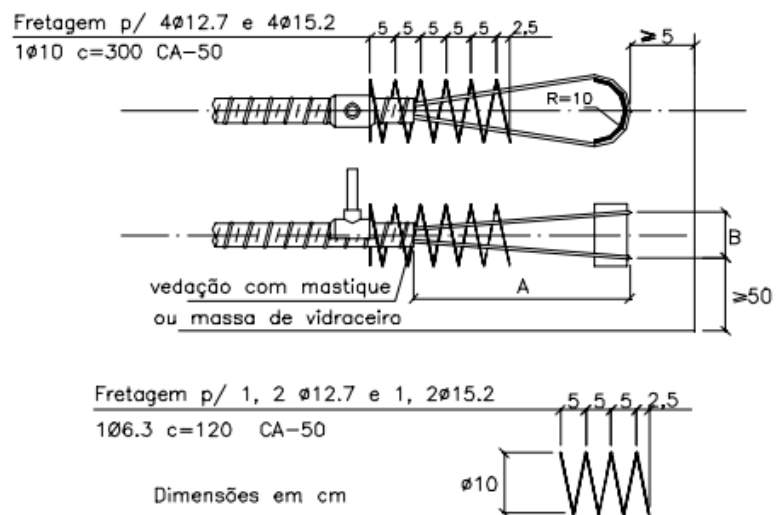 Fretagem p/ 4ø12.7 e 4ø15.2
5 5 5 5 5 2,5
1ø10 c=300 CA-50
≥5
R=10
B
A
vedação com mastique
ou massa de vidraceiro
≥50
Fretagem p/ 1, 2 ø12.7 e 1, 2ø15.2
5 5 5 2,5
1Ø6.3 c=120 CA-50
ø10
Dimensões em cm